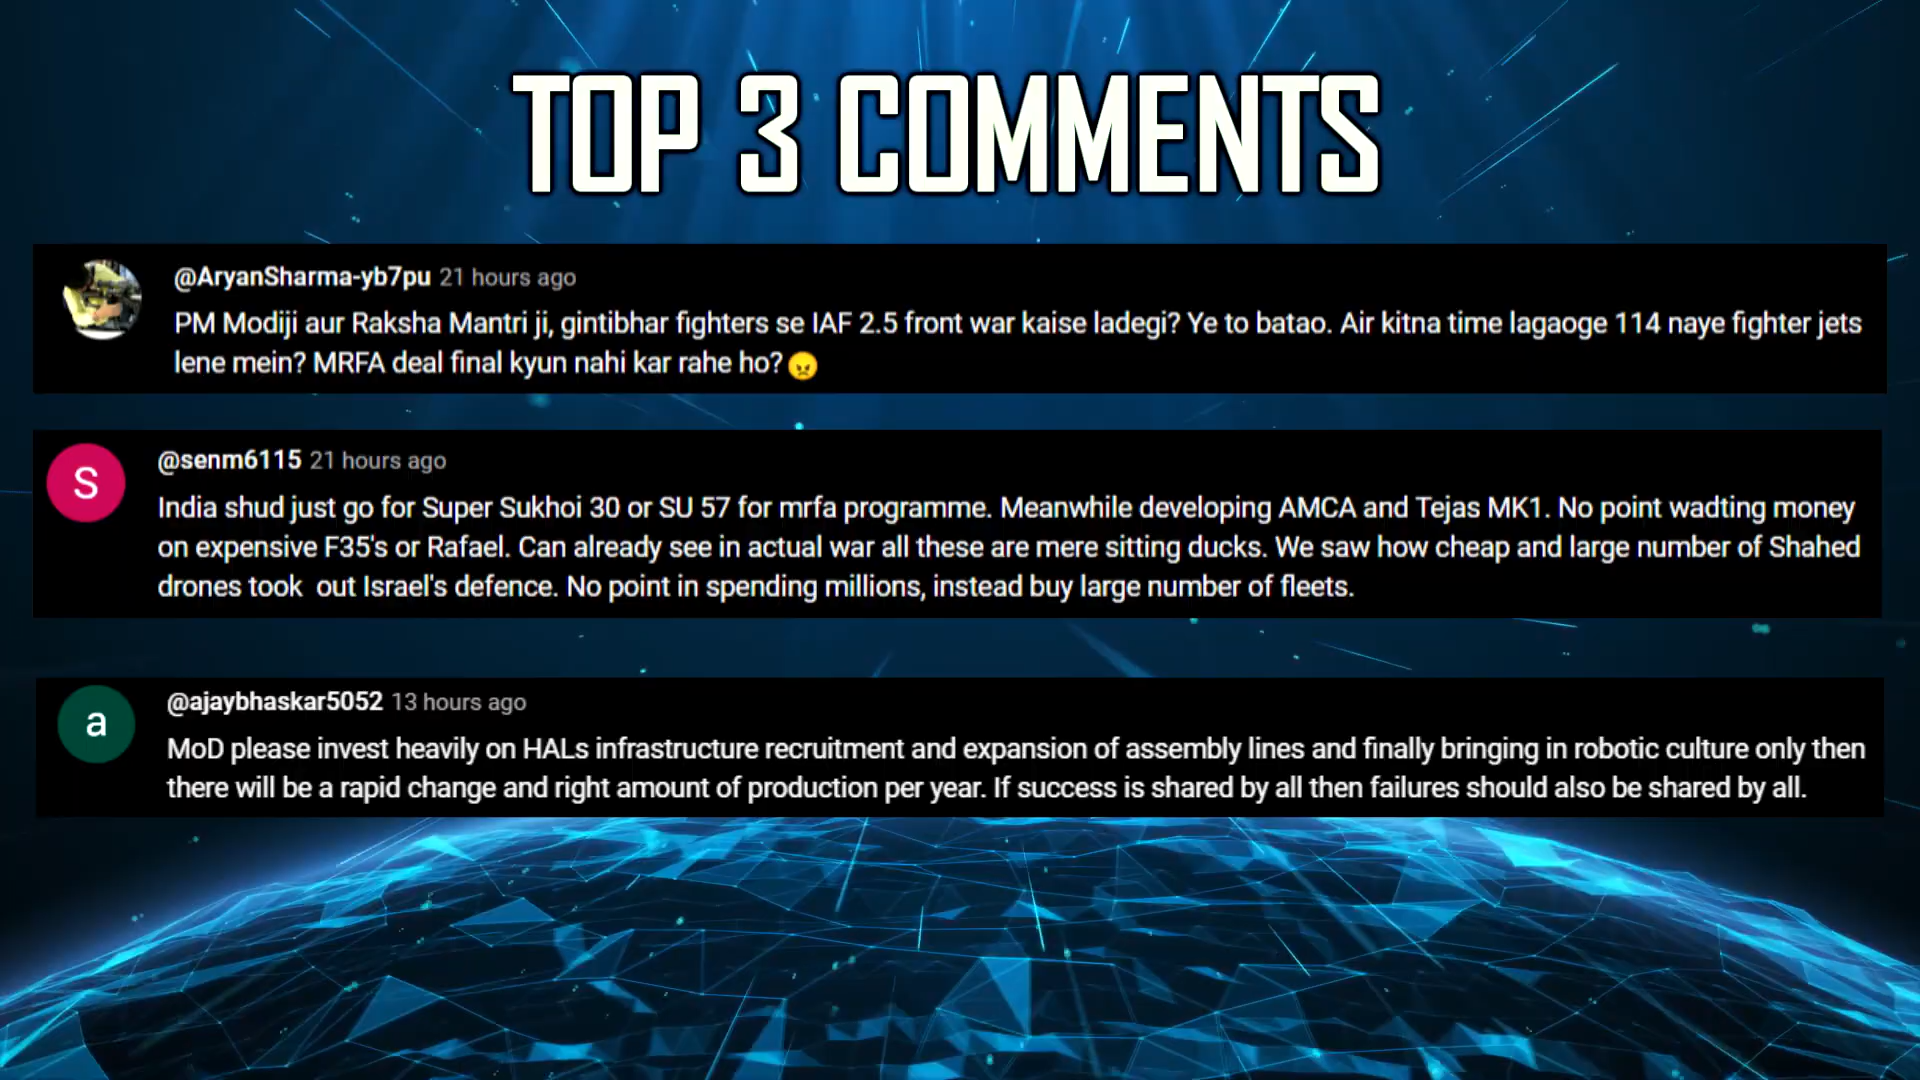 TOP 3 COMMENTS
@AryanSharma-yb7pu 21 hours ago
PM Modiji aur Raksha Mantri ji, gintibhar fighters se IAF 2.5 front war kaise ladegi? Ye to batao. Air kitna time lagaoge 114 naye fighter jets
lene mein? MRFA deal final kyun nahi kar rahe ho?😠
S
@senm6115 21 hours ago
India shud just go for Super Sukhoi 30 or SU 57 for mrfa programme. Meanwhile developing AMCA and Tejas MK1. No point wadting money
on expensive F35's or Rafael. Can already see in actual war all these are mere sitting ducks. We saw how cheap and large number of Shahed
drones took  out Israel's defence. No point in spending millions, instead buy large number of fleets.
a
@ajaybhaskar5052 13 hours ago
MoD please invest heavily on HALs infrastructure recruitment and expansion of assembly lines and finally bringing in robotic culture only then
there will be a rapid change and right amount of production per year. If success is shared by all then failures should also be shared by all.